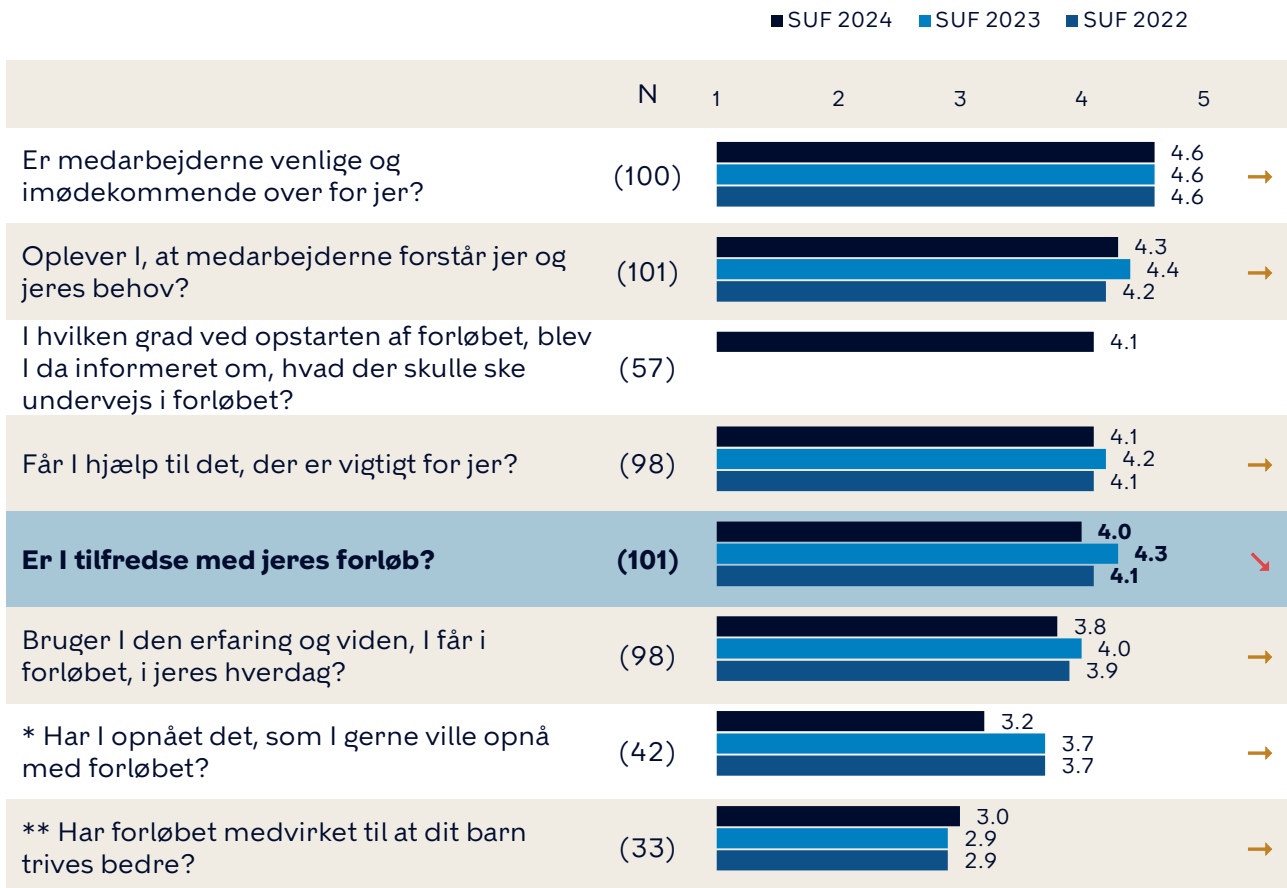 SUF 2024 SUF 2023 SUF 2022
N 1 2 3 4 5
Er medarbejderne venlige og
imødekommende over for jer?
(100)
4.6
4.6
4.6
→
Oplever I, at medarbejderne forstår jer og
jeres behov?
(101)
4.3
4.4
4.2
→
I hvilken grad ved opstarten af forløbet, blev
I da informeret om, hvad der skulle ske
undervejs i forløbet?
(57)
4.1
Får I hjælp til det, der er vigtigt for jer?
(98)
4.1
4.2
4.1
→
Er I tilfredse med jeres forløb?
(101)
4.0
4.3
4.1
↘
Bruger I den erfaring og viden, I får i
forløbet, i jeres hverdag?
(98)
3.8
4.0
3.9
→
* Har I opnået det, som I gerne ville opnå
med forløbet?
(42)
3.2
3.7
3.7
→
** Har forløbet medvirket til at dit barn
trives bedre?
(33)
3.0
2.9
2.9
→